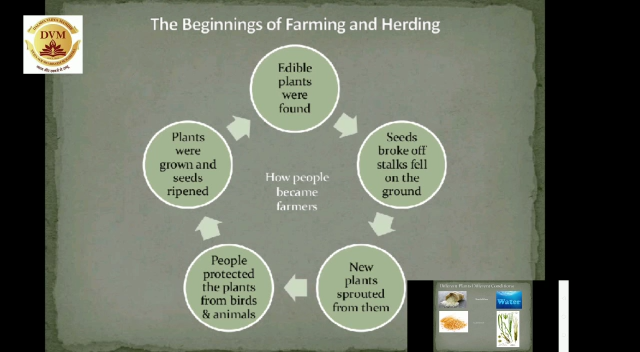 The Beginnings of Farming and Herding
DVM
Edible
plants
were
found
Seeds
broke off
stalks fell
on the
ground
New
plants
sprouted
from them
People
protected
the plants
from birds
& animals
Plants
were
grown and
seeds
ripened
How people
became
farmers
Water